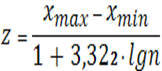 z = (x_max − x_min) / (1 + 3,322 · lgn)